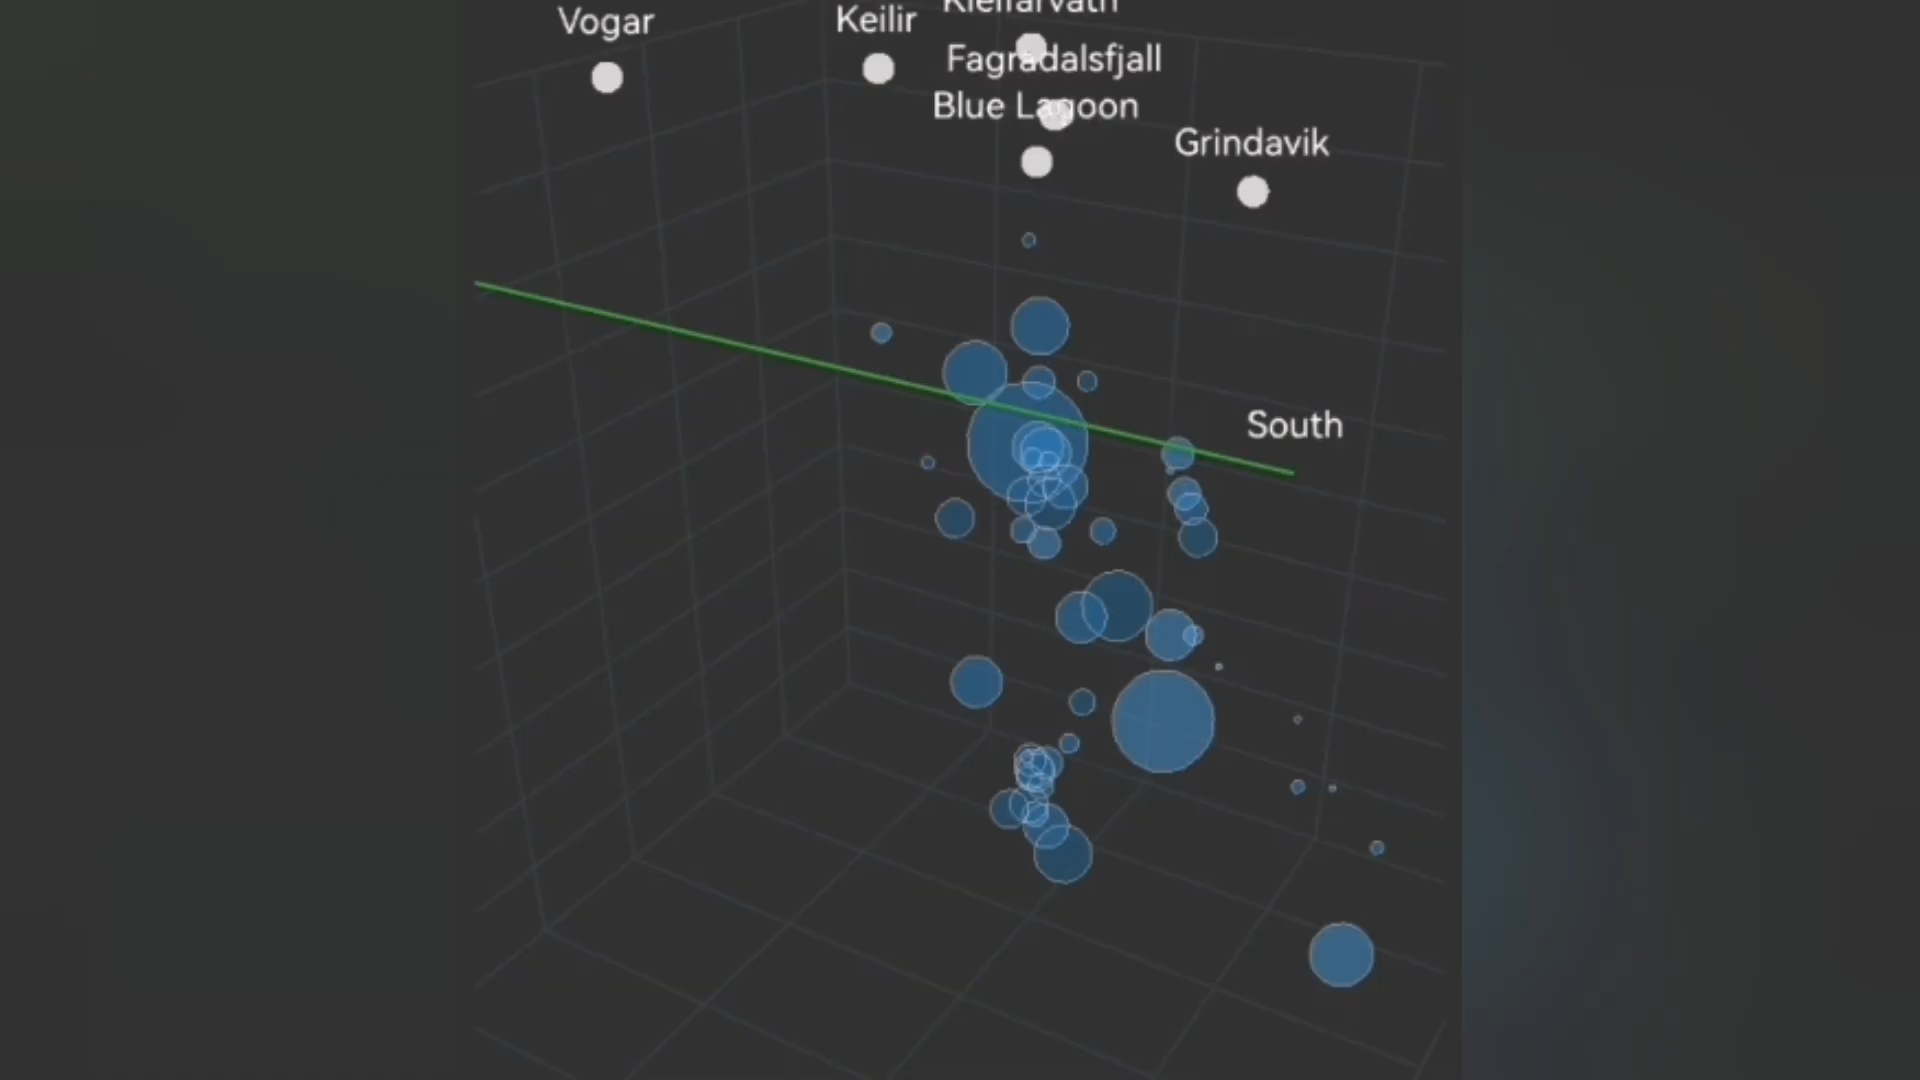 Vogar
Keilir
Kleifarvatn
Fagradalsfjall
Blue Lagoon
Grindavik
South